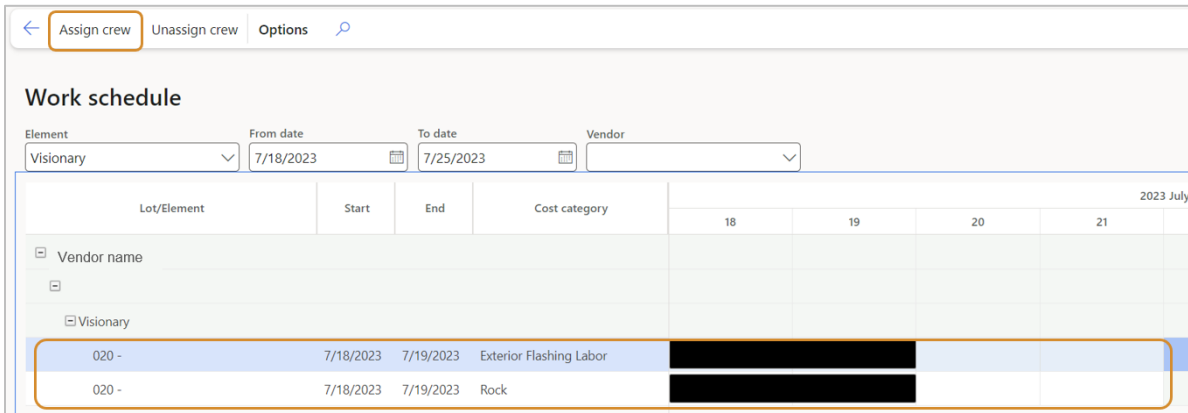 Assign crew Unassign crew Options
Work schedule
Element From date To date Vendor
Visionary 7/18/2023 7/25/2023
2023 July
Lot/Element Start End Cost category
18 19 20 21
Vendor name
Visionary
020 - 7/18/2023 7/19/2023 Exterior Flashing Labor
020 - 7/18/2023 7/19/2023 Rock